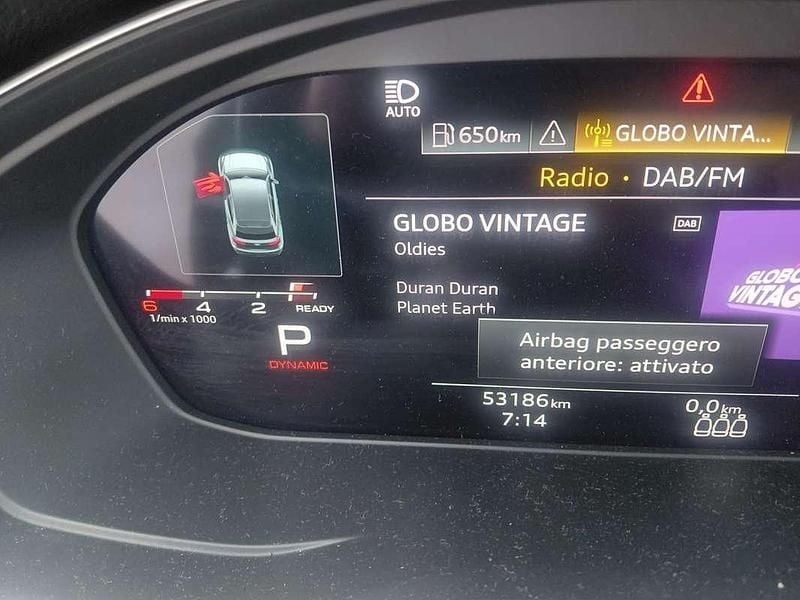 AUTO
650km
GLOBO VINTA...
Radio · DAB/FM
GLOBO VINTAGE
DAB
Oldies
Duran Duran
Planet Earth
GLOBO
VINTAG
6 4 2 READY
1/min x 1000
P
DYNAMIC
Airbag passeggero
anteriore: attivato
53186km
7:14
0,0km